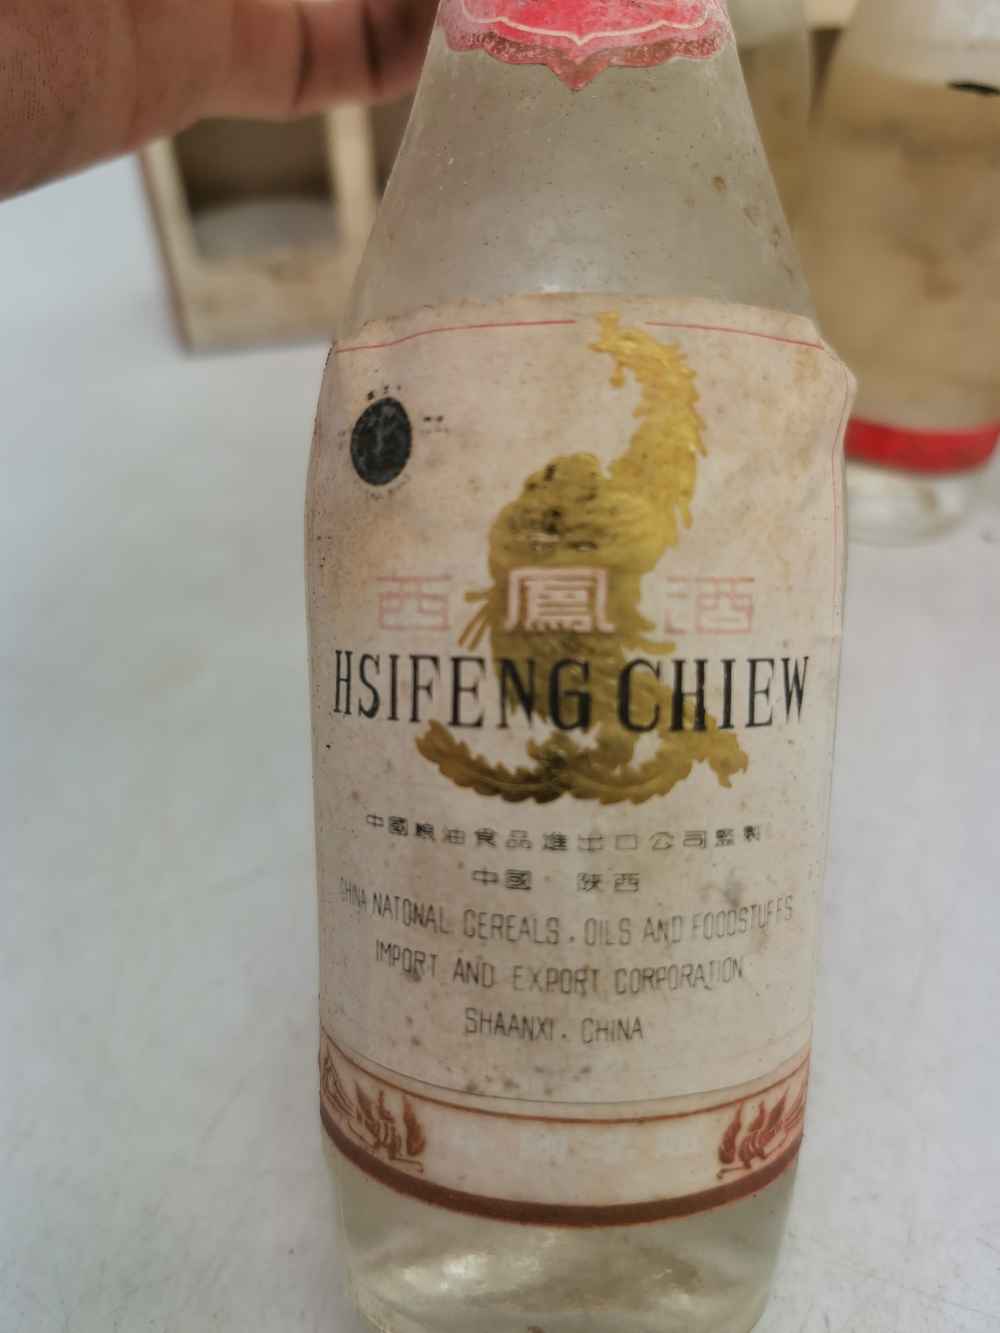 西鳳酒
HSIFENG CHIEW
中國粮油食品進出口公司監製
中國 陝西
CHINA NATONAL CEREALS, OILS AND FOODSTUFFS
IMPORT AND EXPORT CORPORATION
SHAANXI, CHINA